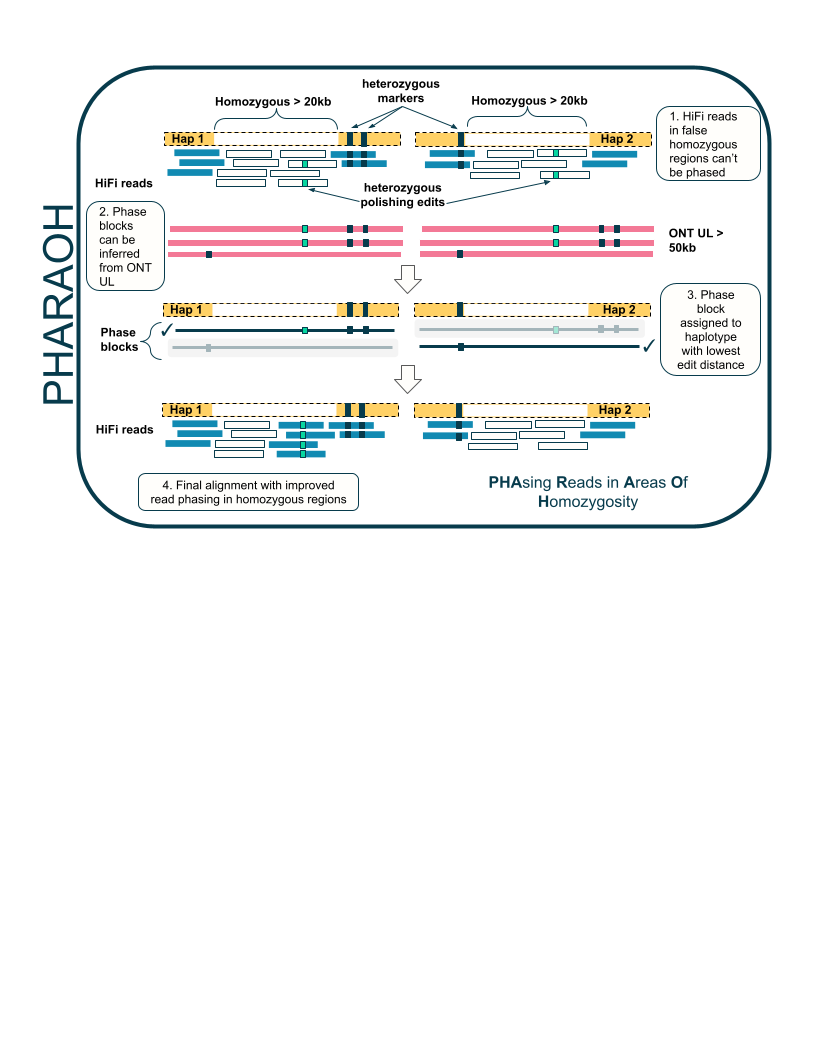 PHARAOH
heterozygous
markers
Homozygous > 20kb
Homozygous > 20kb
Hap 1
Hap 2
1. HiFi reads
in false
homozygous
regions can't
be phased
HiFi reads
heterozygous
polishing edits
2. Phase
blocks
can be
inferred
from ONT
UL
ONT UL >
50kb
Hap 1
Hap 2
Phase
blocks
✓
✓
3. Phase
block
assigned to
haplotype
with lowest
edit distance
Hap 1
Hap 2
HiFi reads
4. Final alignment with improved
read phasing in homozygous regions
PHAsing Reads in Areas Of
Homozygosity